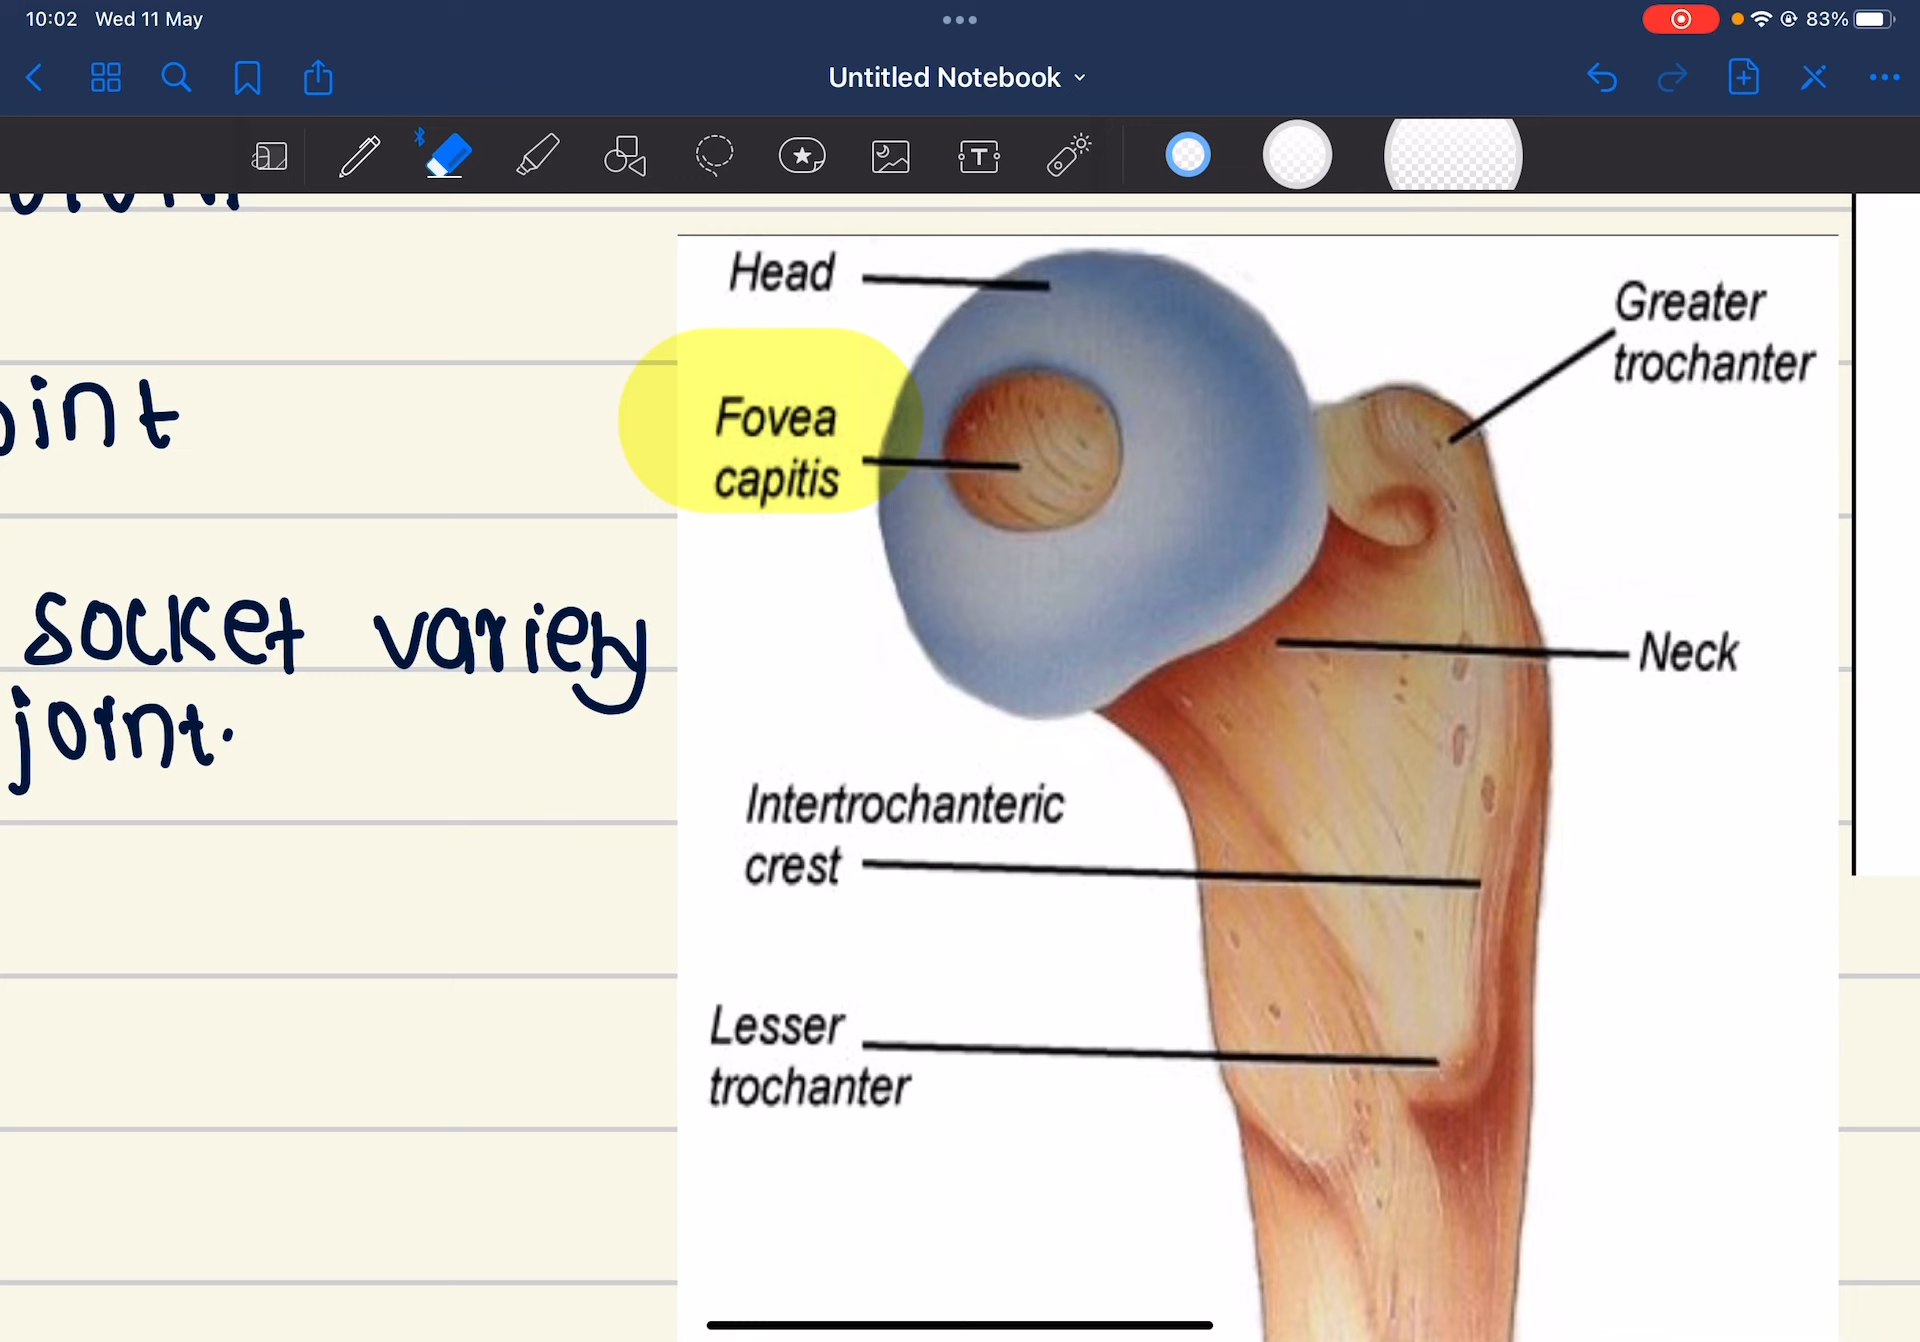 10:02 Wed 11 May
83%
Untitled Notebook
Head
Greater
trochanter
Fovea
capitis
socket variety
joint.
Neck
Intertrochanteric
crest
Lesser
trochanter